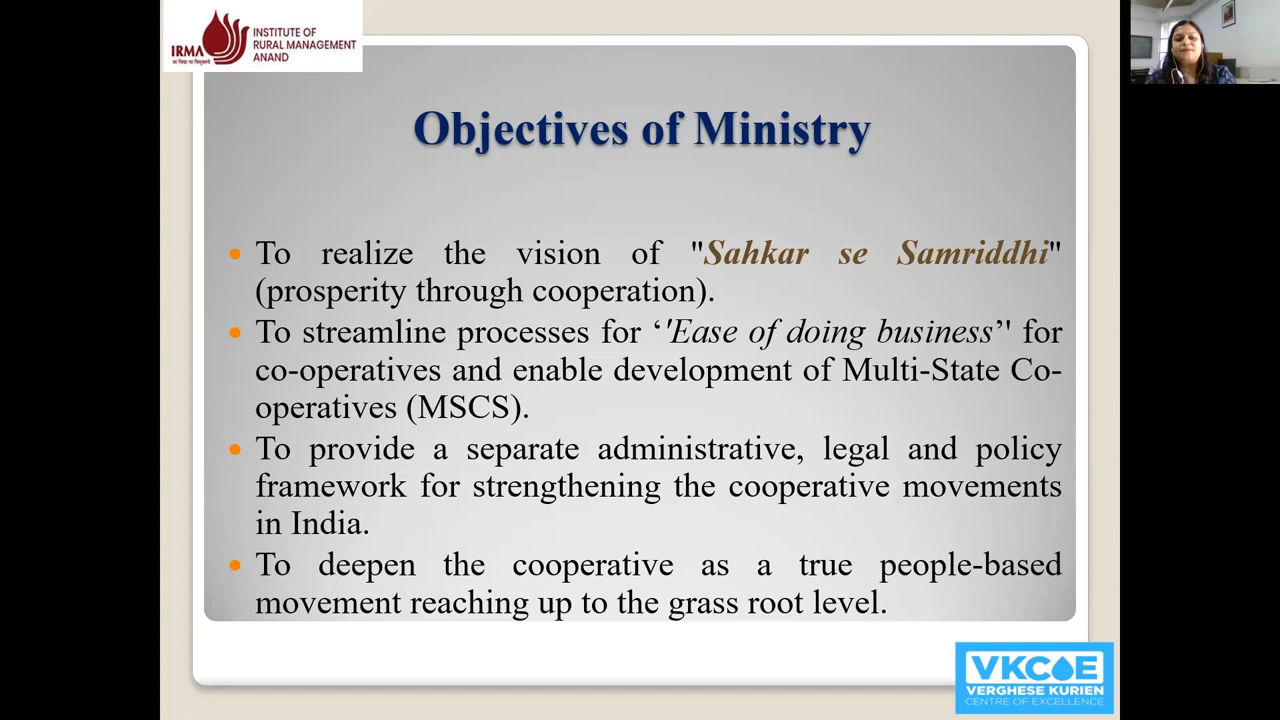 IRMA
INSTITUTE OF
RURAL MANAGEMENT
ANAND
Objectives of Ministry
To realize the vision of "Sahkar se Samriddhi"
(prosperity through cooperation).
To streamline processes for ‘'Ease of doing business’' for
co-operatives and enable development of Multi-State Co-
operatives (MSCS).
To provide a separate administrative, legal and policy
framework for strengthening the cooperative movements
in India.
To deepen the cooperative as a true people-based
movement reaching up to the grass root level.
VKCOE
VERGHESE KURIEN
CENTRE OF EXCELLENCE